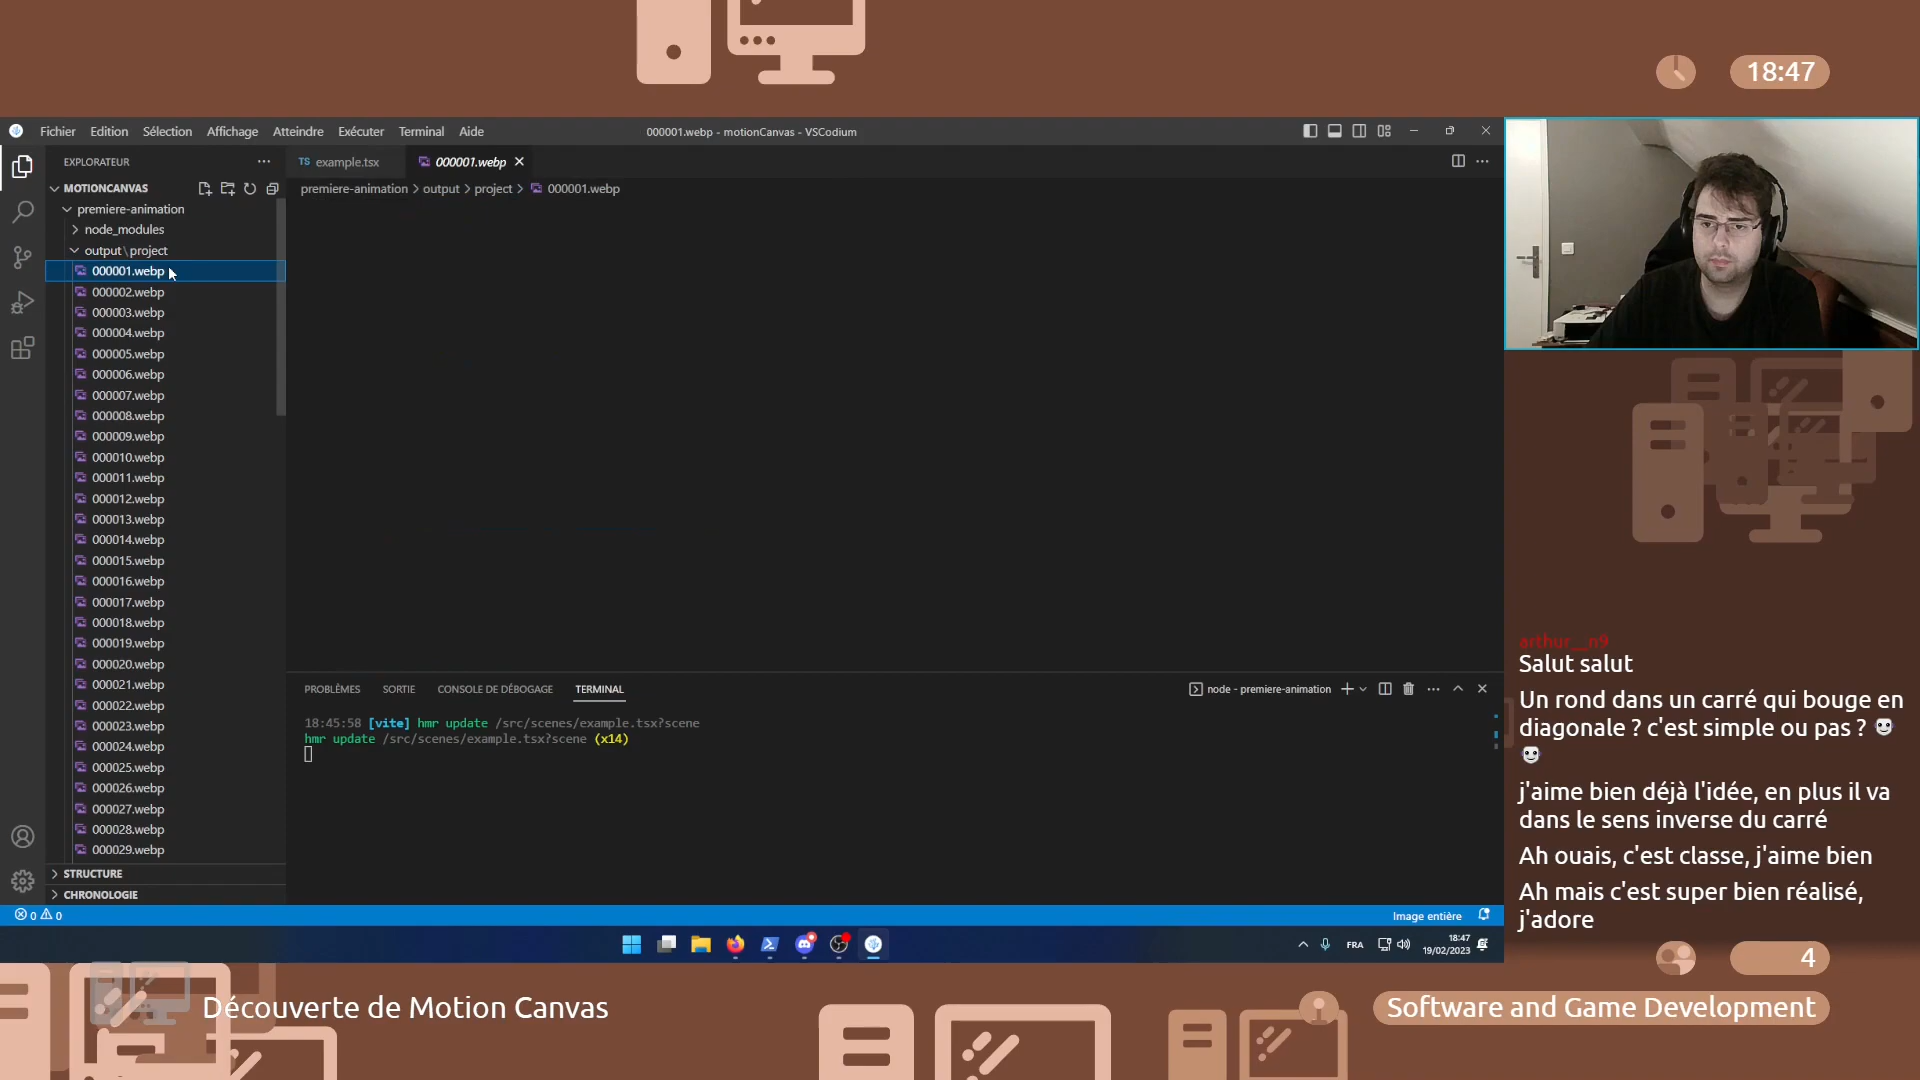 18:47
Fichier Edition Sélection Affichage Atteindre Exécuter Terminal Aide
000001.webp - motionCanvas - VSCodium
EXPLORATEUR
TS example.tsx
000001.webp
MOTIONCANVAS
premiere-animation > output > project > 000001.webp
premiere-animation
node_modules
output\project
000001.webp
000002.webp
000003.webp
000004.webp
000005.webp
000006.webp
000007.webp
000008.webp
000009.webp
000010.webp
000011.webp
000012.webp
000013.webp
000014.webp
000015.webp
000016.webp
000017.webp
000018.webp
000019.webp
000020.webp
000021.webp
000022.webp
000023.webp
000024.webp
000025.webp
000026.webp
000027.webp
000028.webp
000029.webp
STRUCTURE
CHRONOLOGIE
PROBLÈMES SORTIE CONSOLE DE DÉBOGAGE TERMINAL
node - premiere-animation
18:45:58 [vite] hmr update /src/scenes/example.tsx?scene
hmr update /src/scenes/example.tsx?scene (x14)
0 0
Image entière
FRA
18:47
19/02/2023
arthur__n9
Salut salut
Un rond dans un carré qui bouge en
diagonale ? c'est simple ou pas ?
j'aime bien déjà l'idée, en plus il va
dans le sens inverse du carré
Ah ouais, c'est classe, j'aime bien
Ah mais c'est super bien réalisé,
j'adore
4
Découverte de Motion Canvas
Software and Game Development